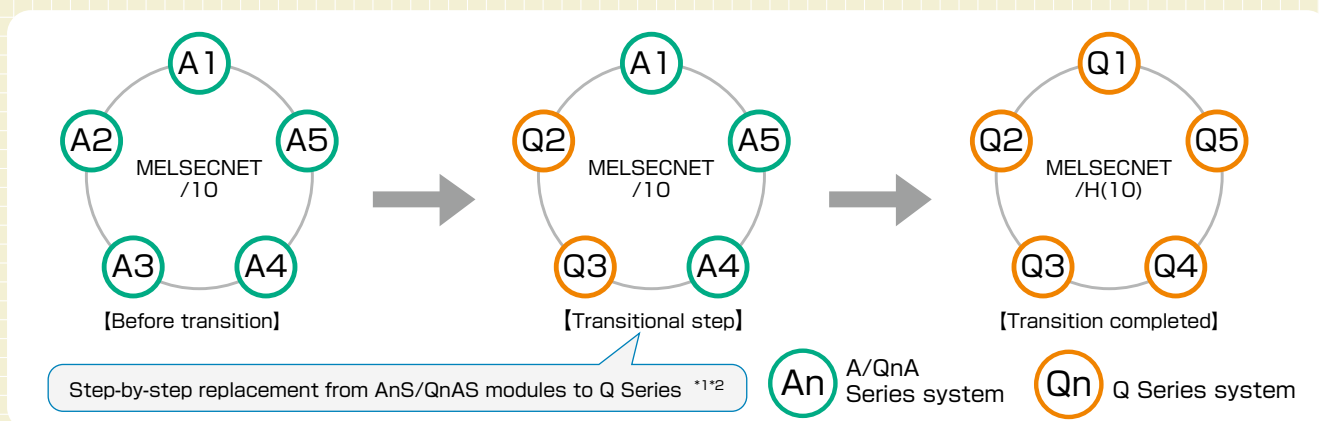 A1
A2
A5
MELSECNET
/10
A3
A4
【Before transition】
A1
Q2
A5
MELSECNET
/10
Q3
A4
【Transitional step】
Q1
Q2
Q5
MELSECNET
/H(10)
Q3
Q4
【Transition completed】
Step-by-step replacement from AnS/QnAS modules to Q Series *1*2
An
A/QnA
Series system
Qn
Q Series system